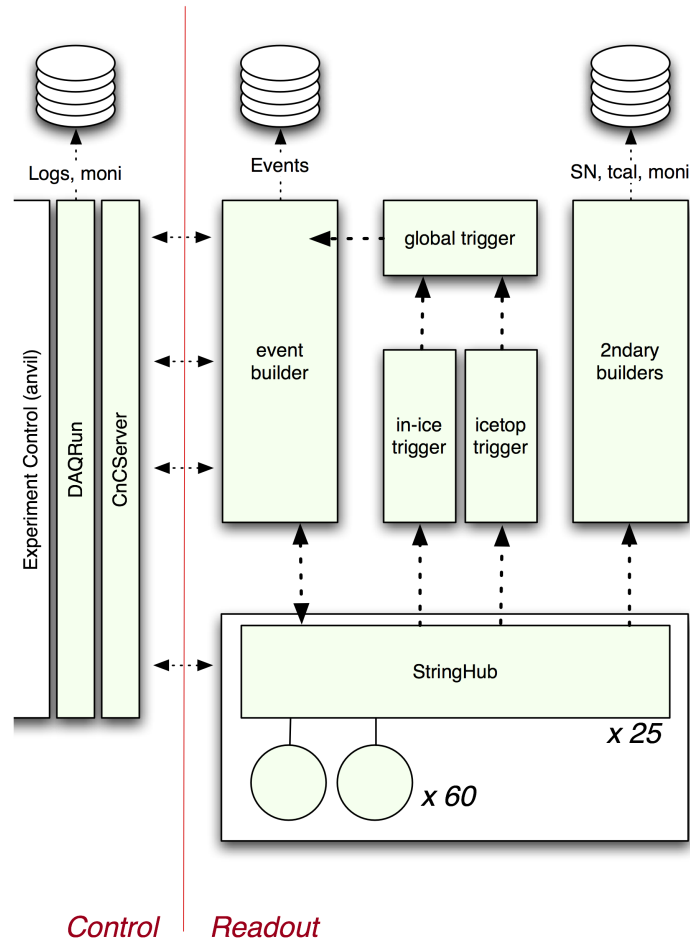 Logs, moni
Events
SN, tcal, moni
Experiment Control (anvil)
DAQRun
CnCServer
event
builder
global trigger
in-ice
trigger
icetop
trigger
2ndary
builders
StringHub
x 25
x 60
Control
Readout